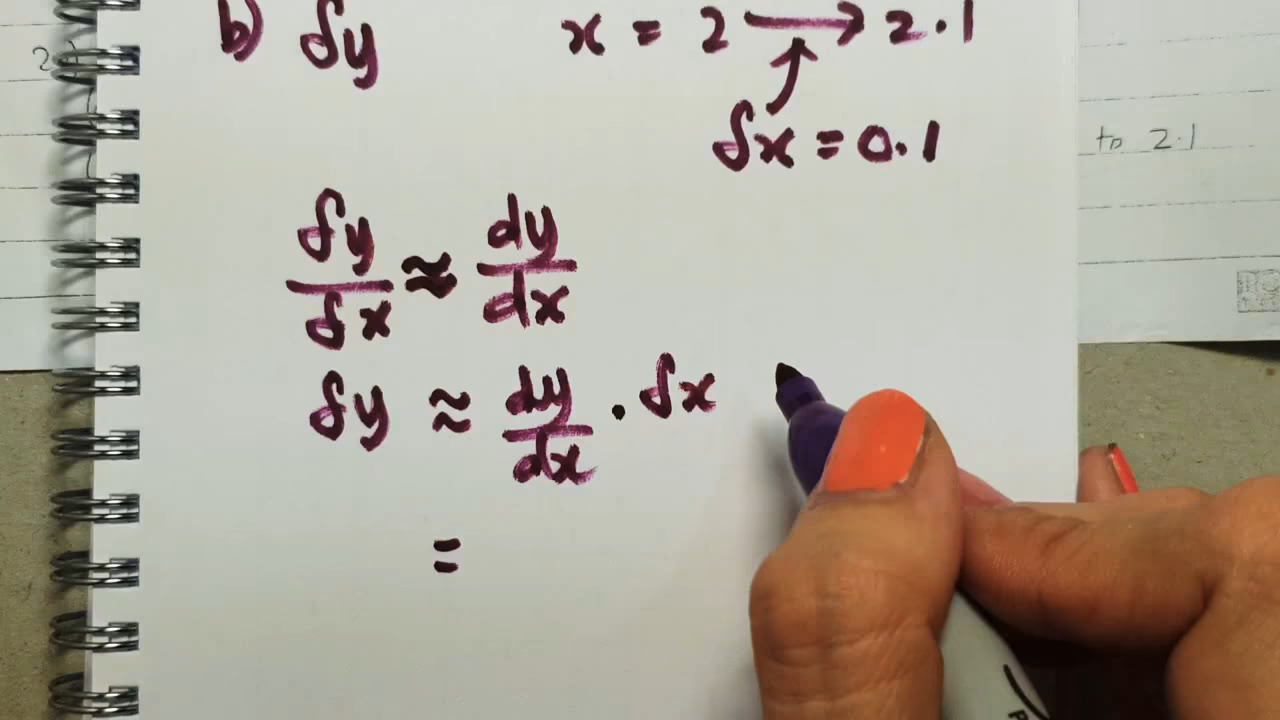 b) δy x = 2 → 2.1
δx = 0.1
to 2.1
δy/δx ≈ dy/dx
δy ≈ dy/dx . δx
=